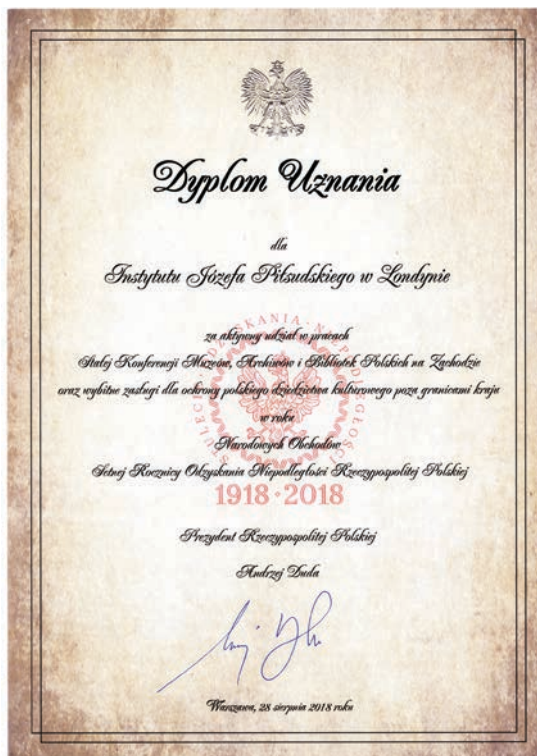 Dyplom Uznania
dla
Instytutu Józefa Piłsudskiego w Londynie
za aktywny udział w pracach
Stałej Konferencji Muzeów, Archiwów i Bibliotek Polskich na Zachodzie
oraz wybitne zasługi dla ochrony polskiego dziedzictwa kulturowego poza granicami kraju
w roku
Narodowych Obchodów
Setnej Rocznicy Odzyskania Niepodległości Rzeczypospolitej Polskiej
1918·2018
Prezydent Rzeczypospolitej Polskiej
Andrzej Duda
Warszawa, 28 sierpnia 2018 roku